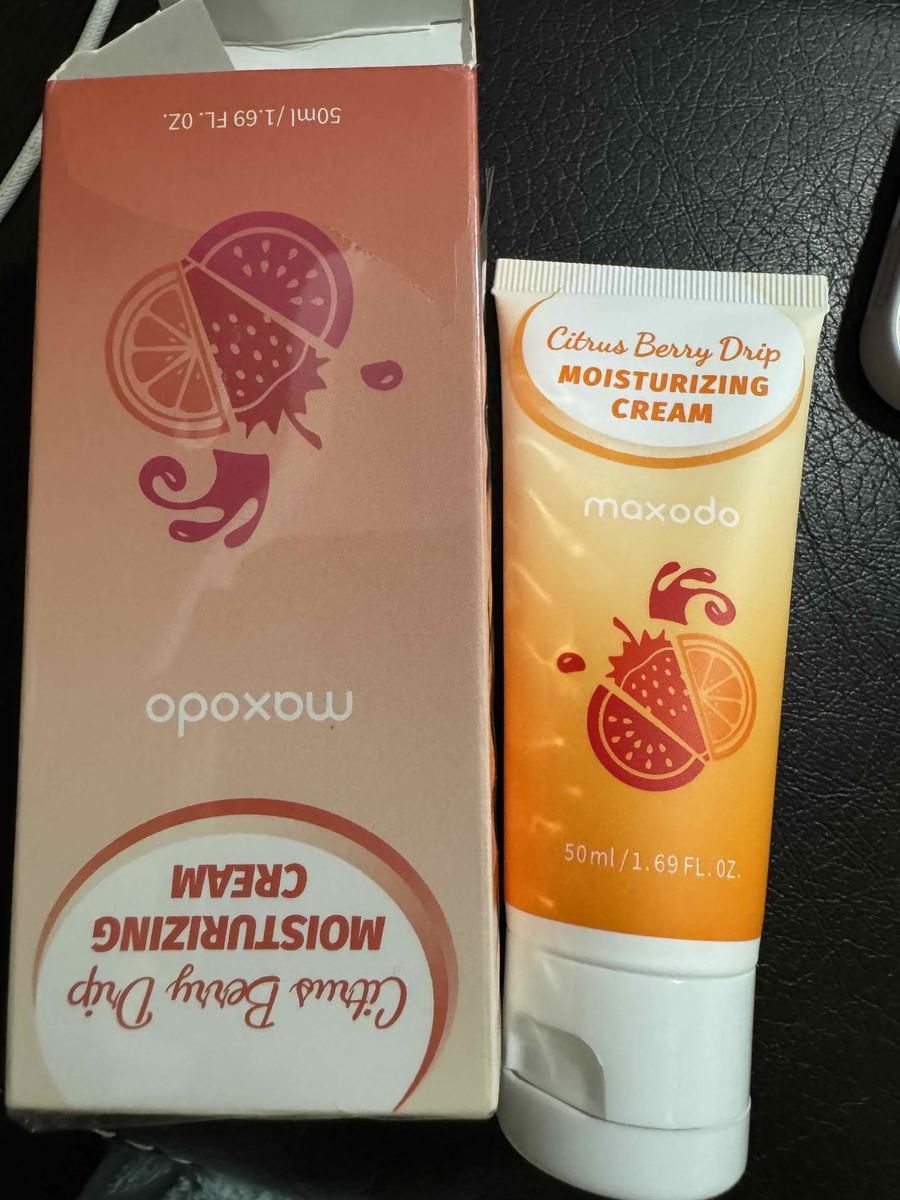 50ml/1.69 FL. OZ.
maxodo
MOISTURIZING
CREAM
Citrus Berry Drip
Citrus Berry Drip
MOISTURIZING
CREAM
maxodo
50ml/1.69 FL. OZ.